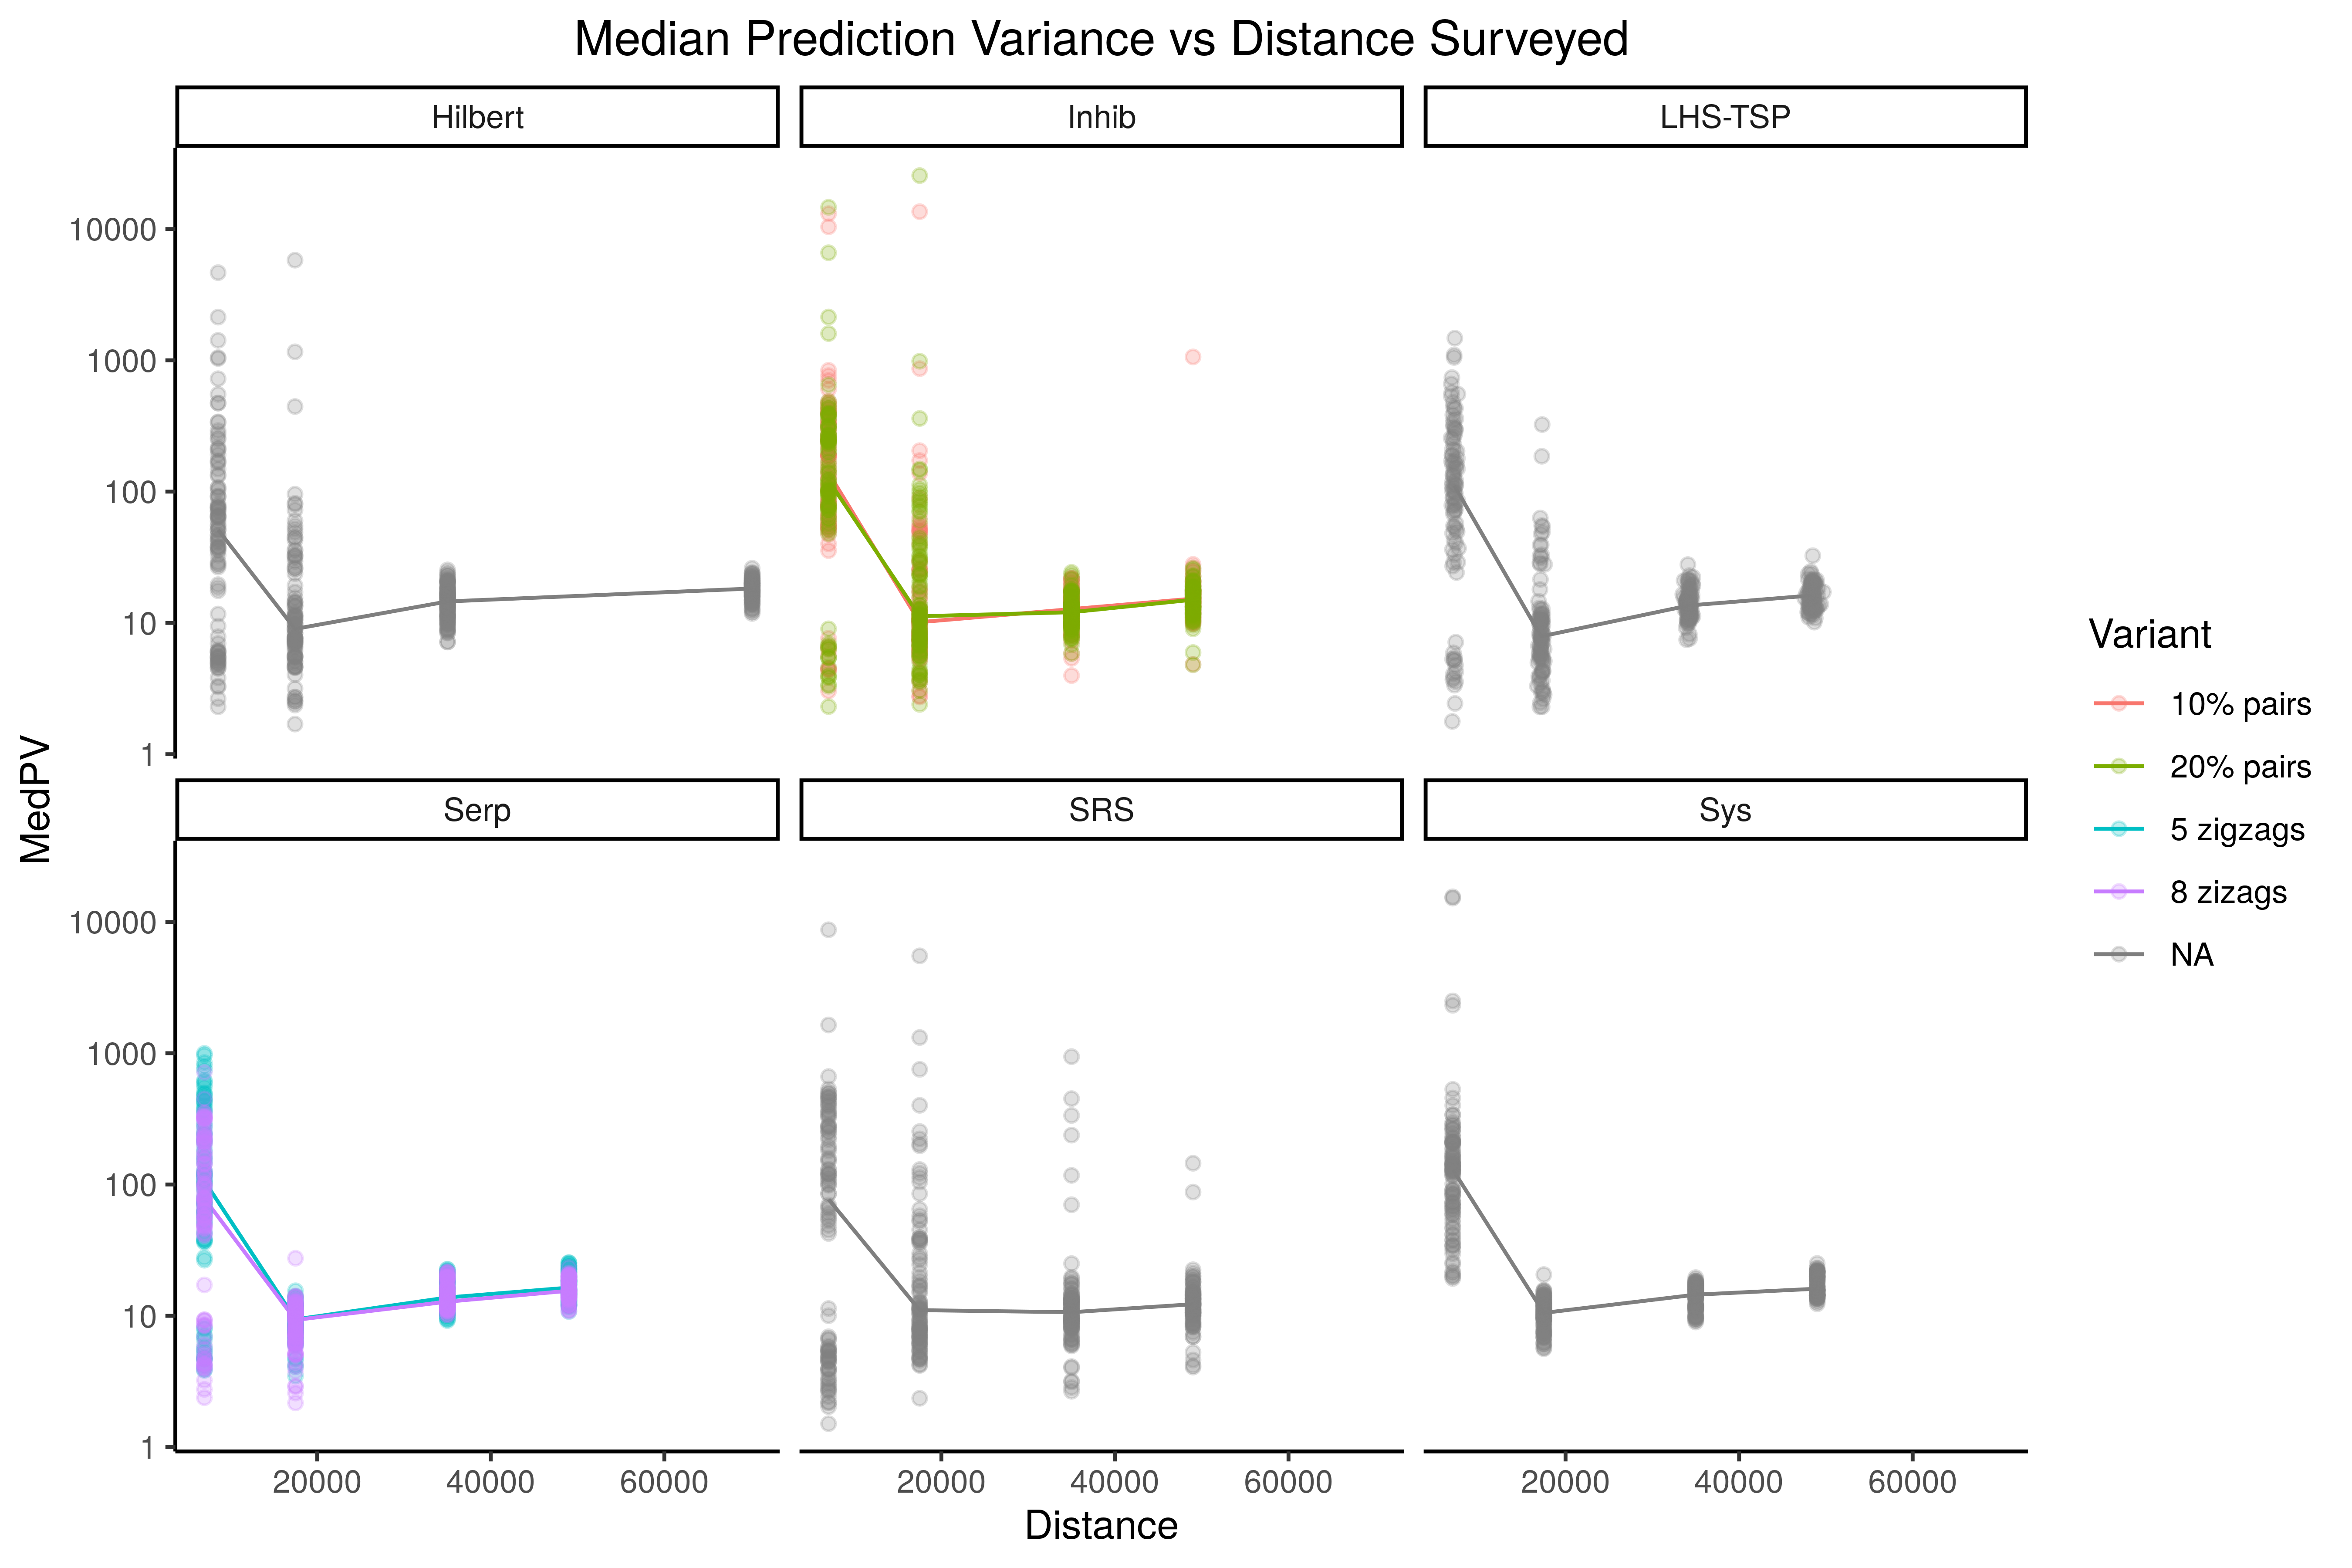 Median Prediction Variance vs Distance Surveyed
Hilbert
Inhib
LHS-TSP
10000
1000
100
10
1
Serp
SRS
Sys
10000
1000
100
10
1
20000
40000
60000
20000
40000
60000
20000
40000
60000
Distance
MedPV
Variant
10% pairs
20% pairs
5 zigzags
8 zizags
NA